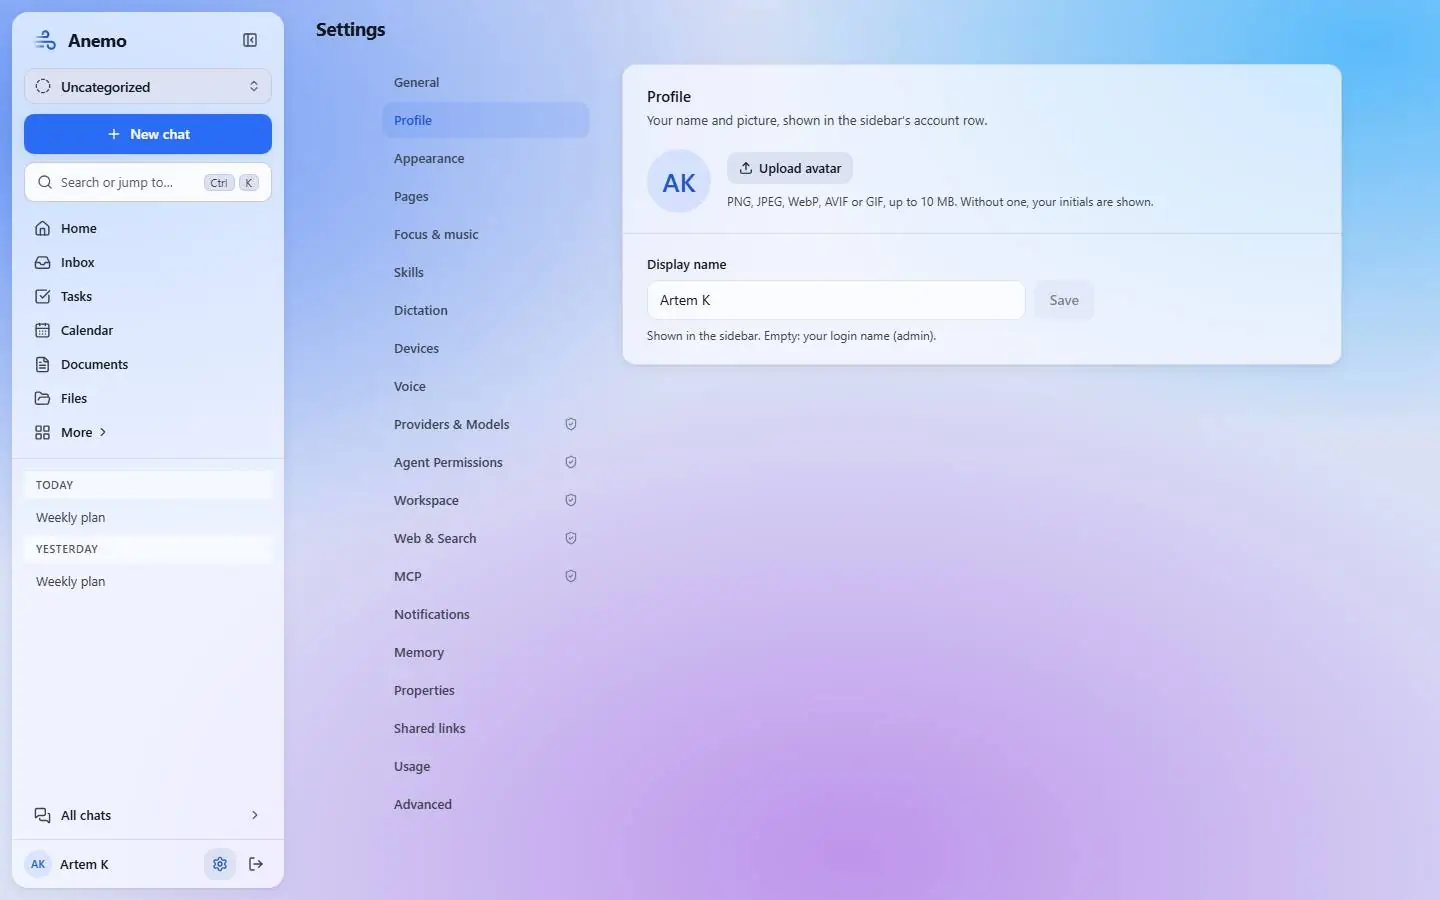 Anemo
Uncategorized
New chat
Search or jump to... Ctrl K
Home
Inbox
Tasks
Calendar
Documents
Files
More
TODAY
Weekly plan
YESTERDAY
Weekly plan
All chats
AK Artem K
Settings
General
Profile
Appearance
Pages
Focus & music
Skills
Dictation
Devices
Voice
Providers & Models
Agent Permissions
Workspace
Web & Search
MCP
Notifications
Memory
Properties
Shared links
Usage
Advanced
Profile
Your name and picture, shown in the sidebar's account row.
AK
Upload avatar
PNG, JPEG, WebP, AVIF or GIF, up to 10 MB. Without one, your initials are shown.
Display name
Artem K Save
Shown in the sidebar. Empty: your login name (admin).